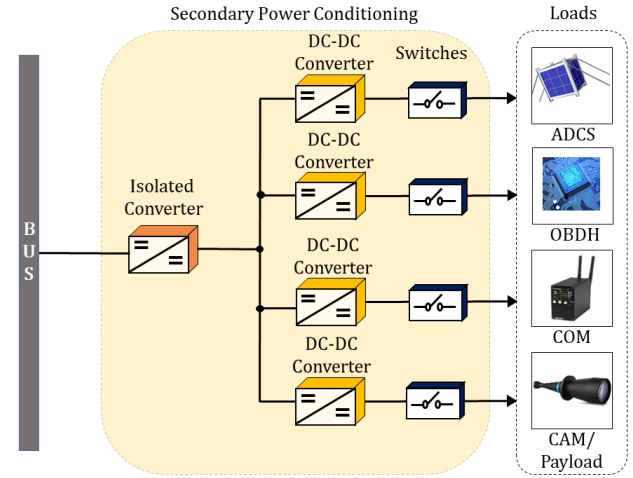 Secondary Power Conditioning
Loads
DC-DC
Converter
Switches
ADCS
DC-DC
Converter
Isolated
Converter
OBDH
B
U
S
DC-DC
Converter
COM
DC-DC
Converter
CAM/
Payload